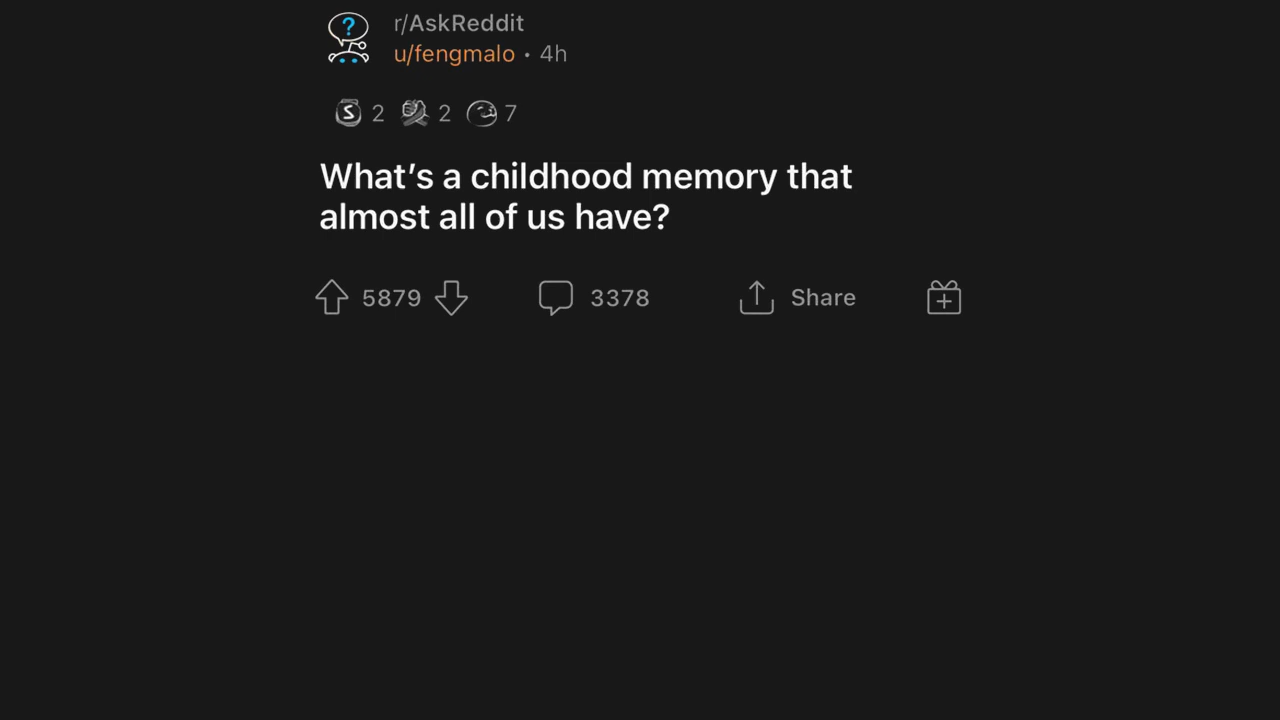 r/AskReddit
u/fengmalo • 4h
2 2 7
What's a childhood memory that
almost all of us have?
5879 3378 Share